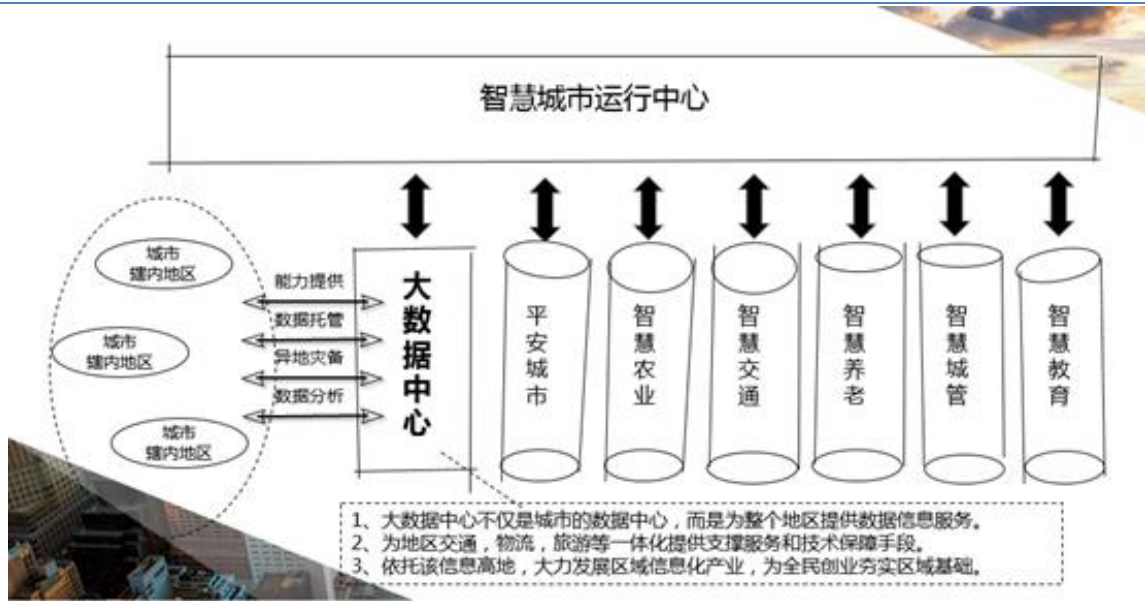 智慧城市运行中心
城市
辖内地区
城市
辖内地区
城市
辖内地区
能力提供
数据托管
异地灾备
数据分析
大数据中心
平安城市
智慧农业
智慧交通
智慧养老
智慧城管
智慧教育
1、大数据中心不仅是城市的数据中心，而是为整个地区提供数据信息服务。
2、为地区交通，物流，旅游等一体化提供支撑服务和技术保障手段。
3、依托该信息高地，大力发展区域信息化产业，为全民创业夯实区域基础。